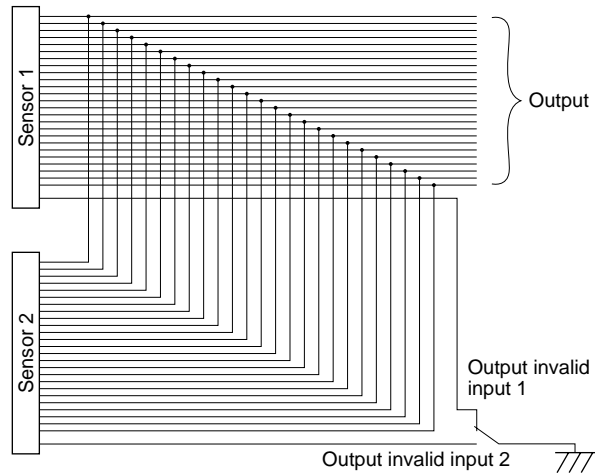 Sensor 1
Output
Sensor 2
Output invalid
input 1
Output invalid input 2